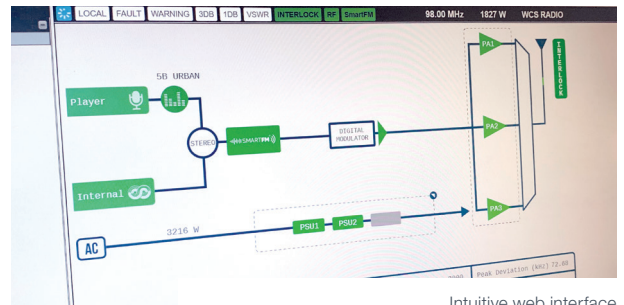 LOCAL FAULT WARNING 3DB 1DB VSWR INTERLOCK RF SmartFM 98.00 MHz 1827 W WCS RADIO
5B URBAN
Player
STEREO
SMARTFM
DIGITAL
MODULATOR
PA1
PA2
PA3
INTERLOCK
Internal
3216 W
PSU1
PSU2
AC
Peak Deviation (kHz) 72.88
Intuitive web interface